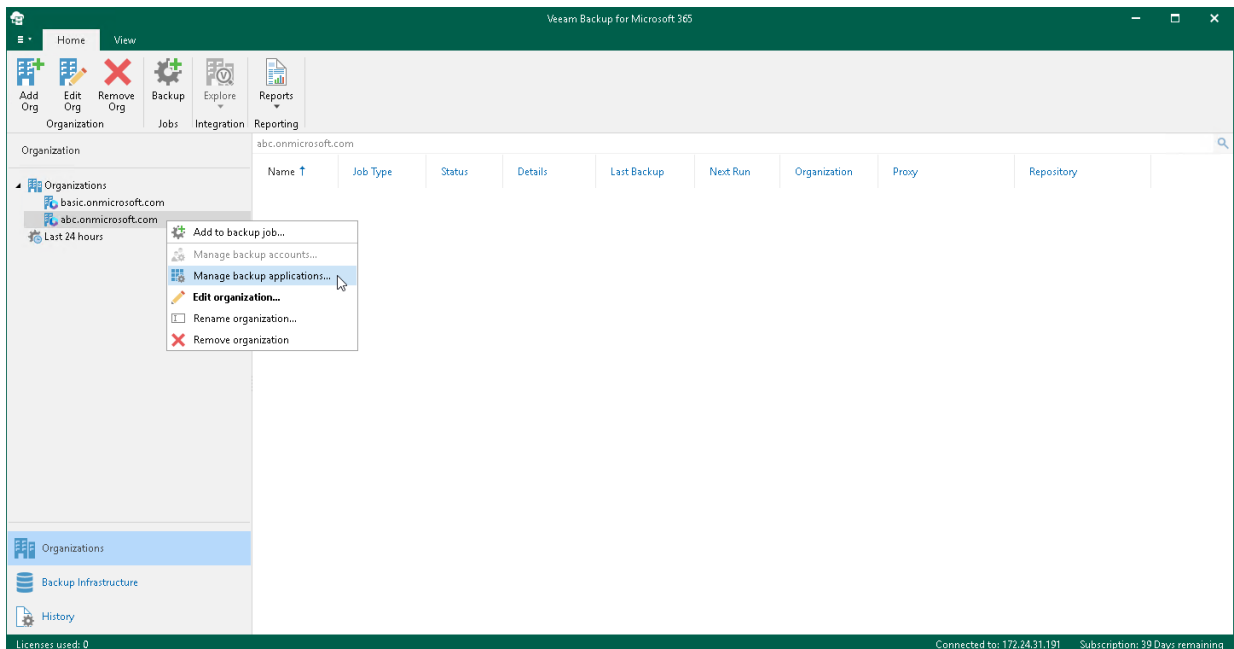 Veeam Backup for Microsoft 365
Home View
Add Org Edit Org Remove Org Backup Explore Reports
Organization Jobs Integration Reporting
Organization
abc.onmicrosoft.com
Name Job Type Status Details Last Backup Next Run Organization Proxy Repository
Organizations
basic.onmicrosoft.com
abc.onmicrosoft.com
Last 24 hours
Add to backup job...
Manage backup accounts...
Manage backup applications...
Edit organization...
Rename organization...
Remove organization
Organizations
Backup Infrastructure
History
Licenses used: 0 Connected to: 172.24.31.191 Subscription: 39 Days remaining